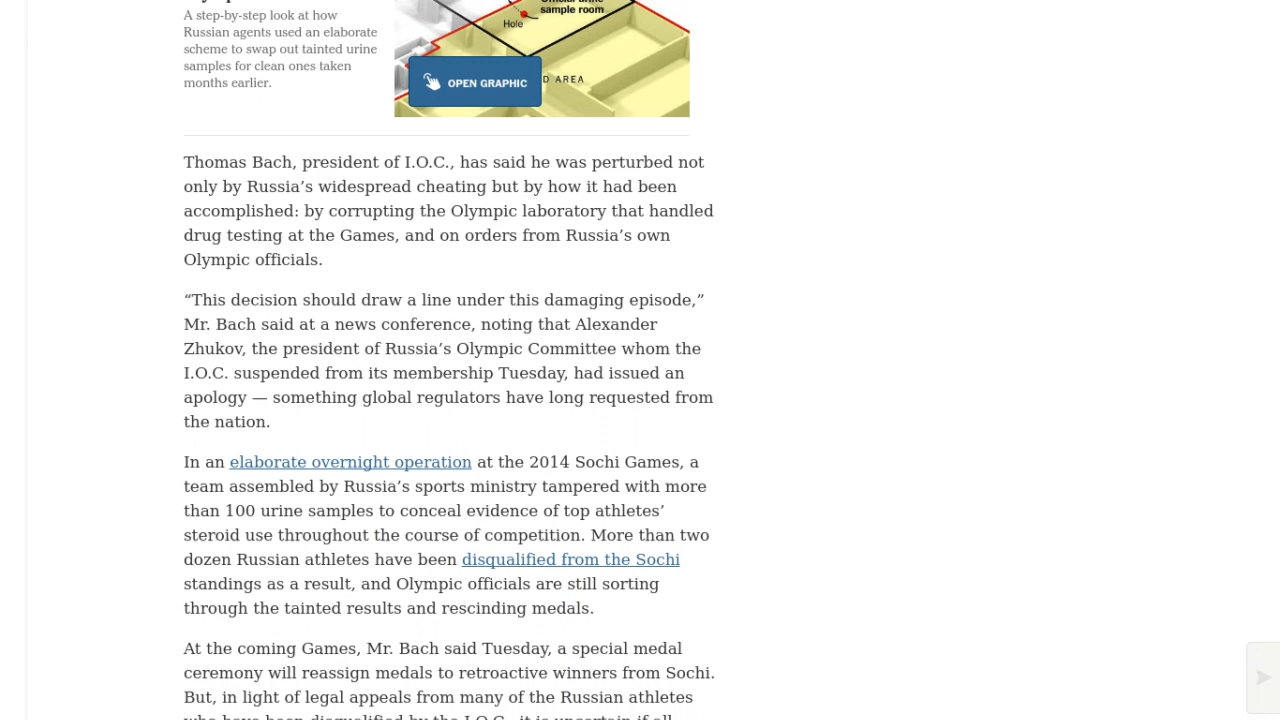 A step-by-step look at how
Russian agents used an elaborate
scheme to swap out tainted urine
samples for clean ones taken
months earlier.
sample room
Hole
OPEN GRAPHIC
D AREA
Thomas Bach, president of I.O.C., has said he was perturbed not
only by Russia’s widespread cheating but by how it had been
accomplished: by corrupting the Olympic laboratory that handled
drug testing at the Games, and on orders from Russia’s own
Olympic officials.
“This decision should draw a line under this damaging episode,”
Mr. Bach said at a news conference, noting that Alexander
Zhukov, the president of Russia’s Olympic Committee whom the
I.O.C. suspended from its membership Tuesday, had issued an
apology — something global regulators have long requested from
the nation.
In an elaborate overnight operation at the 2014 Sochi Games, a
team assembled by Russia’s sports ministry tampered with more
than 100 urine samples to conceal evidence of top athletes’
steroid use throughout the course of competition. More than two
dozen Russian athletes have been disqualified from the Sochi
standings as a result, and Olympic officials are still sorting
through the tainted results and rescinding medals.
At the coming Games, Mr. Bach said Tuesday, a special medal
ceremony will reassign medals to retroactive winners from Sochi.
But, in light of legal appeals from many of the Russian athletes
who have been disqualified by the I.O.C., it is uncertain if all